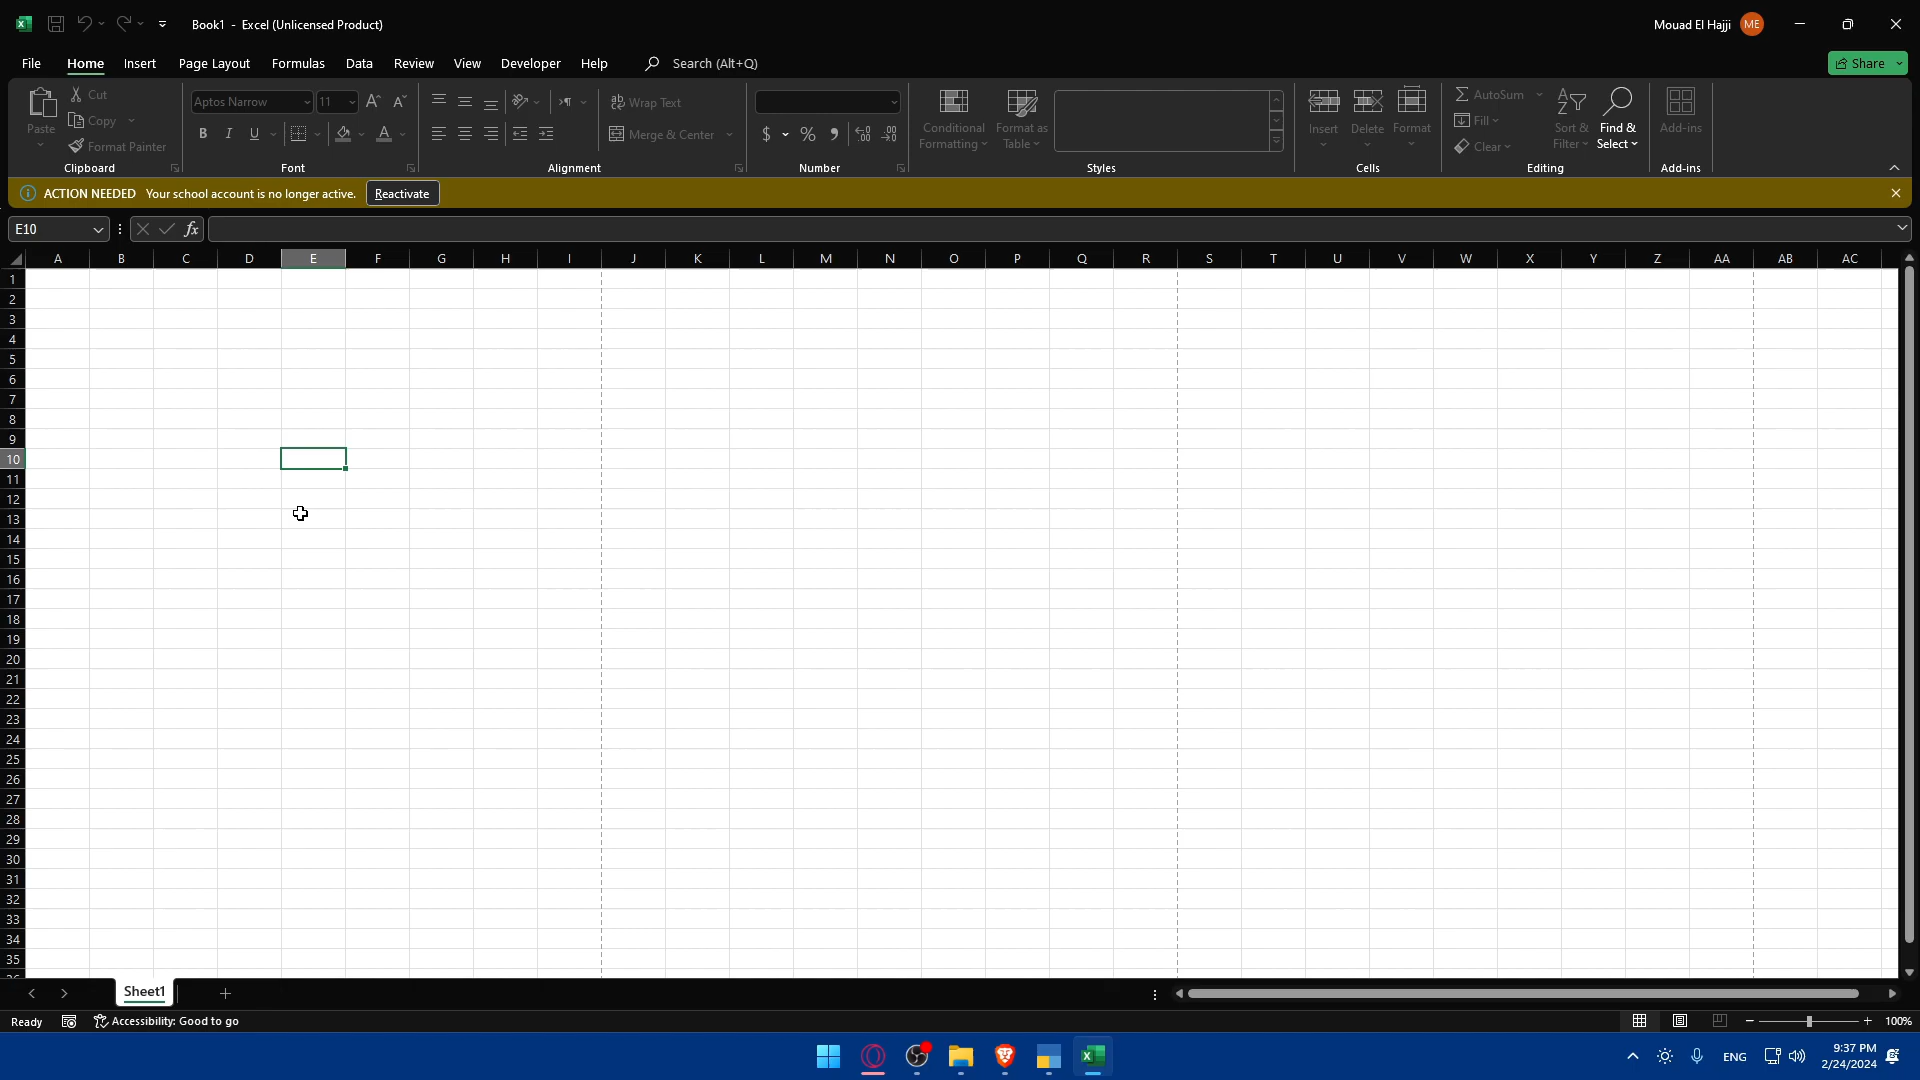 Book1 - Excel (Unlicensed Product)
Mouad El Hajji
ME
File
Home
Insert
Page Layout
Formulas
Data
Review
View
Developer
Help
Search (Alt+Q)
Share
Paste
Cut
Copy
Format Painter
Clipboard
Aptos Narrow
11
B I U
Font
Wrap Text
Merge & Center
Alignment
$ % ,
Number
Conditional
Formatting
Format as
Table
Styles
Insert
Delete
Format
Cells
AutoSum
Fill
Clear
Sort &
Filter
Find &
Select
Editing
Add-ins
Add-ins
ACTION NEEDED Your school account is no longer active. Reactivate
E10
fx
A B C D E F G H I J K L M N O P Q R S T U V W X Y Z AA AB AC
1
2
3
4
5
6
7
8
9
10
11
12
13
14
15
16
17
18
19
20
21
22
23
24
25
26
27
28
29
30
31
32
33
34
35
Sheet1
Ready
Accessibility: Good to go
100%
ENG
9:37 PM
2/24/2024